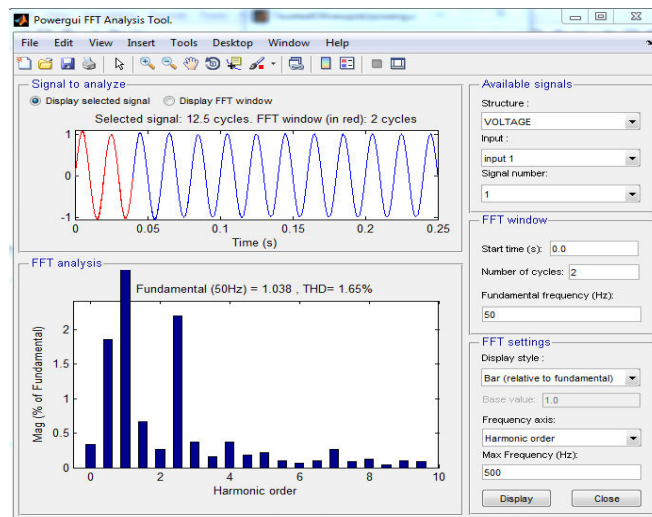 Powergui FFT Analysis Tool.
File Edit View Insert Tools Desktop Window Help
Signal to analyze
Display selected signal Display FFT window
Selected signal: 12.5 cycles. FFT window (in red): 2 cycles
1
0
-1
0 0.05 0.1 0.15 0.2 0.25
Time (s)
FFT analysis
Fundamental (50Hz) = 1.038 , THD= 1.65%
Mag (% of Fundamental)
2
1.5
1
0.5
0
0 2 4 6 8 10
Harmonic order
Available signals
Structure :
VOLTAGE
Input :
input 1
Signal number:
1
FFT window
Start time (s): 0.0
Number of cycles: 2
Fundamental frequency (Hz):
50
FFT settings
Display style :
Bar (relative to fundamental)
Base value: 1.0
Frequency axis:
Harmonic order
Max Frequency (Hz):
500
Display Close